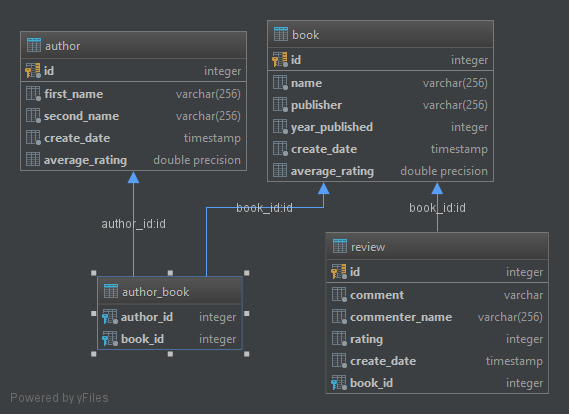 author
id integer
first_name varchar(256)
second_name varchar(256)
create_date timestamp
average_rating double precision
book
id integer
name varchar(256)
publisher varchar(256)
year_published integer
create_date timestamp
average_rating double precision
author_id:id
book_id:id
book_id:id
author_book
author_id integer
book_id integer
review
id integer
comment varchar
commenter_name varchar(256)
rating integer
create_date timestamp
book_id integer
Powered by yFiles